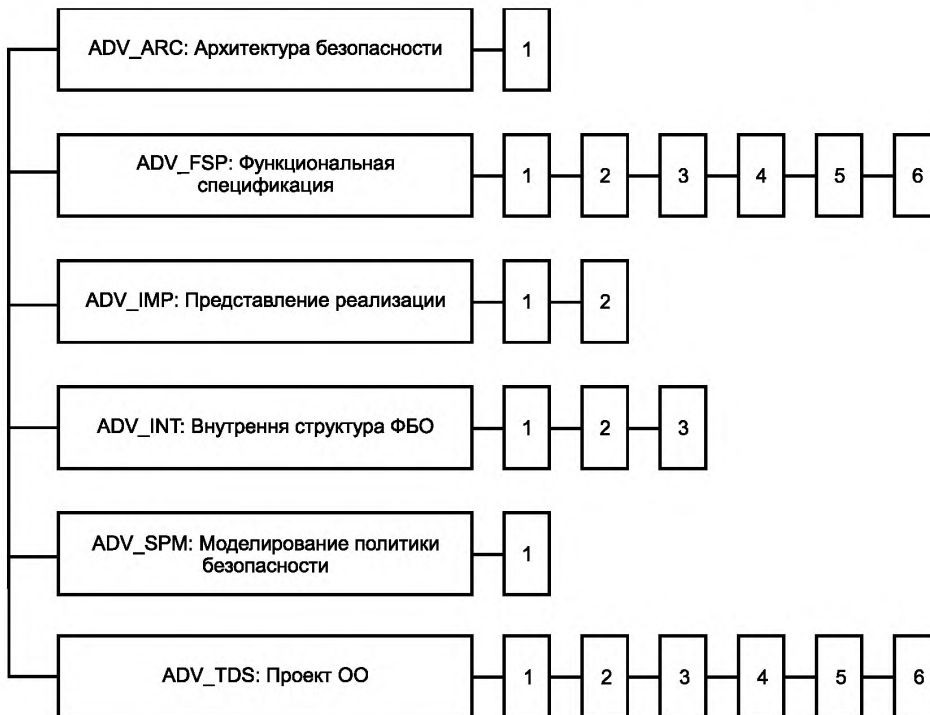 ADV_ARC: Архитектура безопасности 1
ADV_FSP: Функциональная
спецификация
1 2 3 4 5 6
ADV_IMP: Представление реализации 1 2
ADV_INT: Внутрення структура ФБО 1 2 3
ADV_SPM: Моделирование политики
безопасности
1
ADV_TDS: Проект ОО 1 2 3 4 5 6